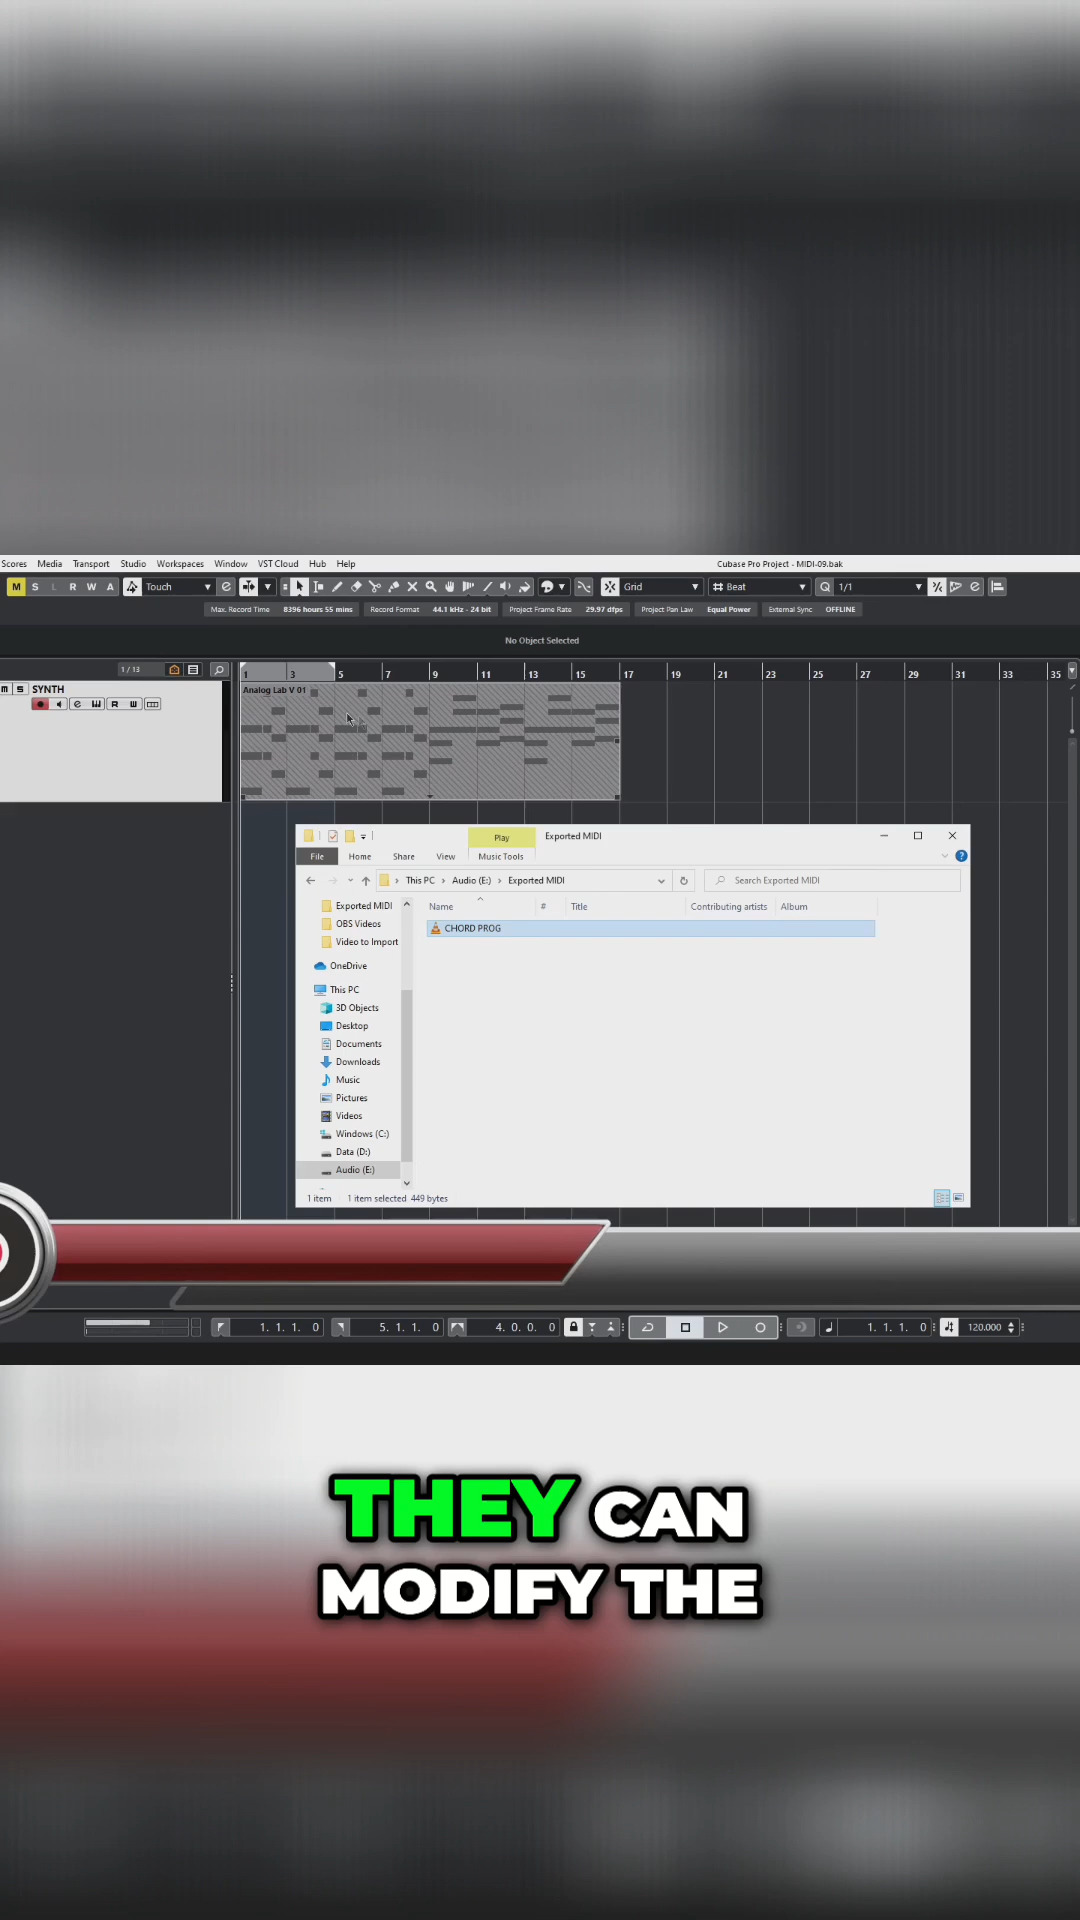 Scores Media Transport Studio Workspaces Window VST Cloud Hub Help Cubase Pro Project - MIDI-09.bak
M S L R W A Touch Grid Beat Q 1/1
Max. Record Time 8396 hours 55 mins Record Format 44.1 kHz - 24 bit Project Frame Rate 29.97 dfps Project Pan Law Equal Power External Sync OFFLINE
No Object Selected
1 / 13 1 3 5 7 9 11 13 15 17 19 21 23 25 27 29 31 33 35
m S SYNTH
Analog Lab V 01
R W
Play Exported MIDI
File Home Share View Music Tools
This PC › Audio (E:) › Exported MIDI Search Exported MIDI
Name # Title Contributing artists Album
Exported MIDI
CHORD PROG
OBS Videos
Video to Import
OneDrive
This PC
3D Objects
Desktop
Documents
Downloads
Music
Pictures
Videos
Windows (C:)
Data (D:)
Audio (E:)
1 item 1 item selected 449 bytes
1. 1. 1. 0 5. 1. 1. 0 4. 0. 0. 0 1. 1. 1. 0 120.000
THEY CAN
MODIFY THE